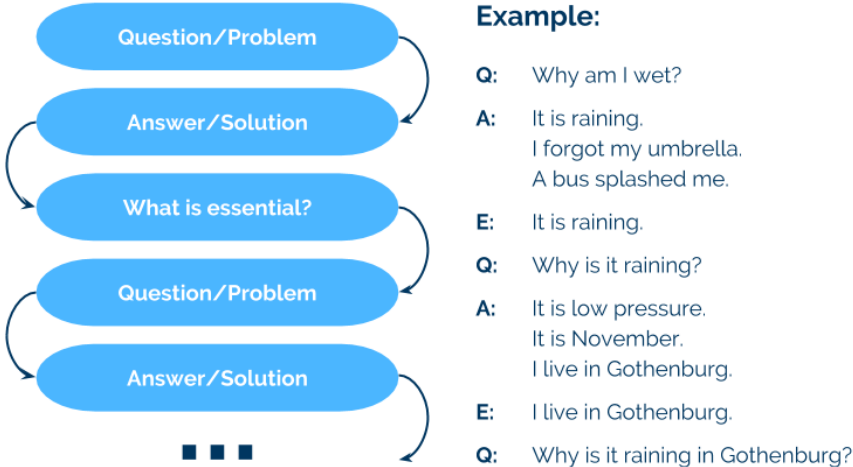 Question/Problem
Answer/Solution
What is essential?
Question/Problem
Answer/Solution
Example:
Q: Why am I wet?
A: It is raining.
I forgot my umbrella.
A bus splashed me.
E: It is raining.
Q: Why is it raining?
A: It is low pressure.
It is November.
I live in Gothenburg.
E: I live in Gothenburg.
Q: Why is it raining in Gothenburg?